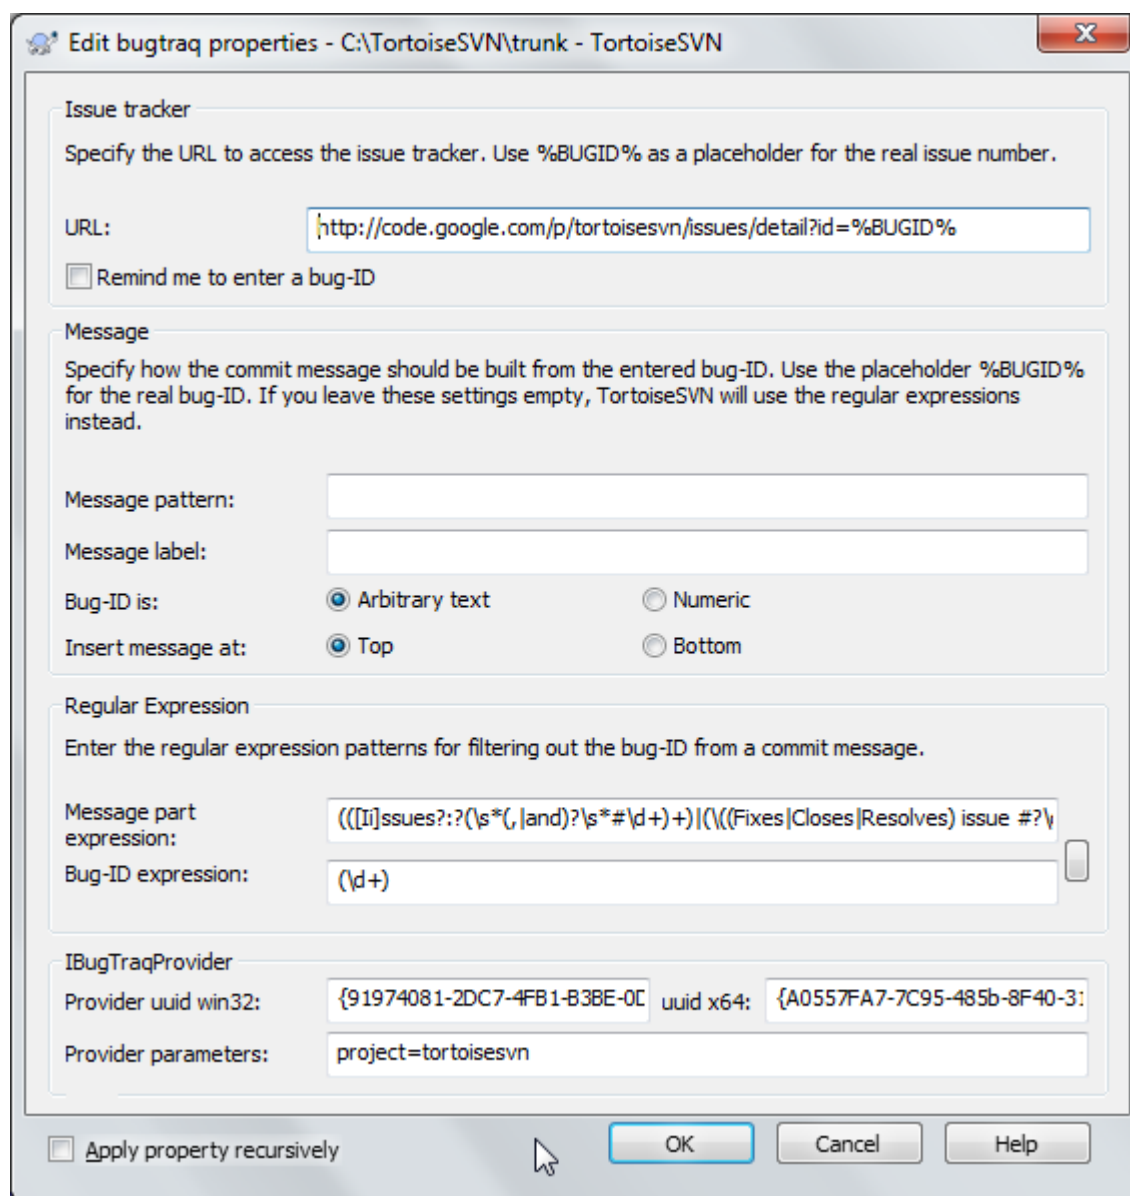 Edit bugtraq properties - C:\TortoiseSVN\trunk - TortoiseSVN
Issue tracker
Specify the URL to access the issue tracker. Use %BUGID% as a placeholder for the real issue number.
URL: http://code.google.com/p/tortoisesvn/issues/detail?id=%BUGID%
Remind me to enter a bug-ID
Message
Specify how the commit message should be built from the entered bug-ID. Use the placeholder %BUGID%
for the real bug-ID. If you leave these settings empty, TortoiseSVN will use the regular expressions
instead.
Message pattern:
Message label:
Bug-ID is: Arbitrary text Numeric
Insert message at: Top Bottom
Regular Expression
Enter the regular expression patterns for filtering out the bug-ID from a commit message.
Message part
expression: (([Ii]ssues?:?(\s*(,|and)?\s*#\d+)+)|(\((Fixes|Closes|Resolves) issue #?\
Bug-ID expression: (\d+)
IBugTraqProvider
Provider uuid win32: {91974081-2DC7-4FB1-B3BE-0D uuid x64: {A0557FA7-7C95-485b-8F40-31
Provider parameters: project=tortoisesvn
Apply property recursively OK Cancel Help